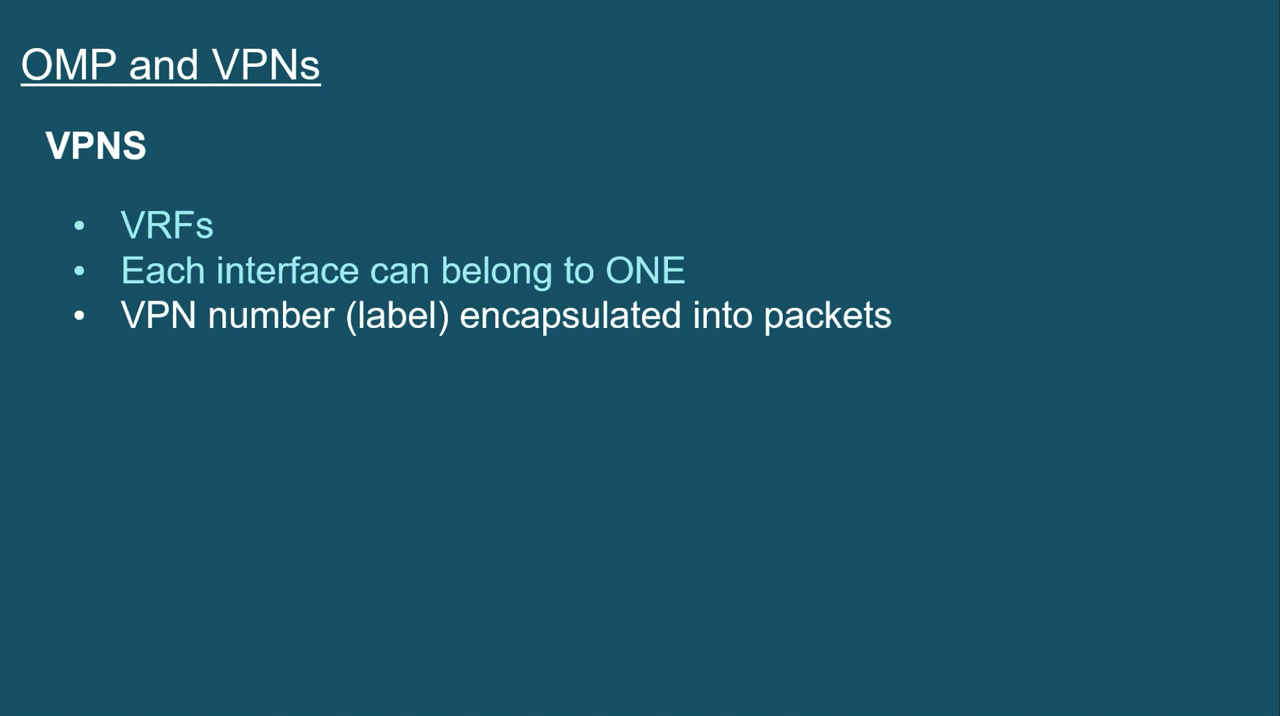 OMP and VPNs
VPNS
• VRFs
• Each interface can belong to ONE
• VPN number (label) encapsulated into packets